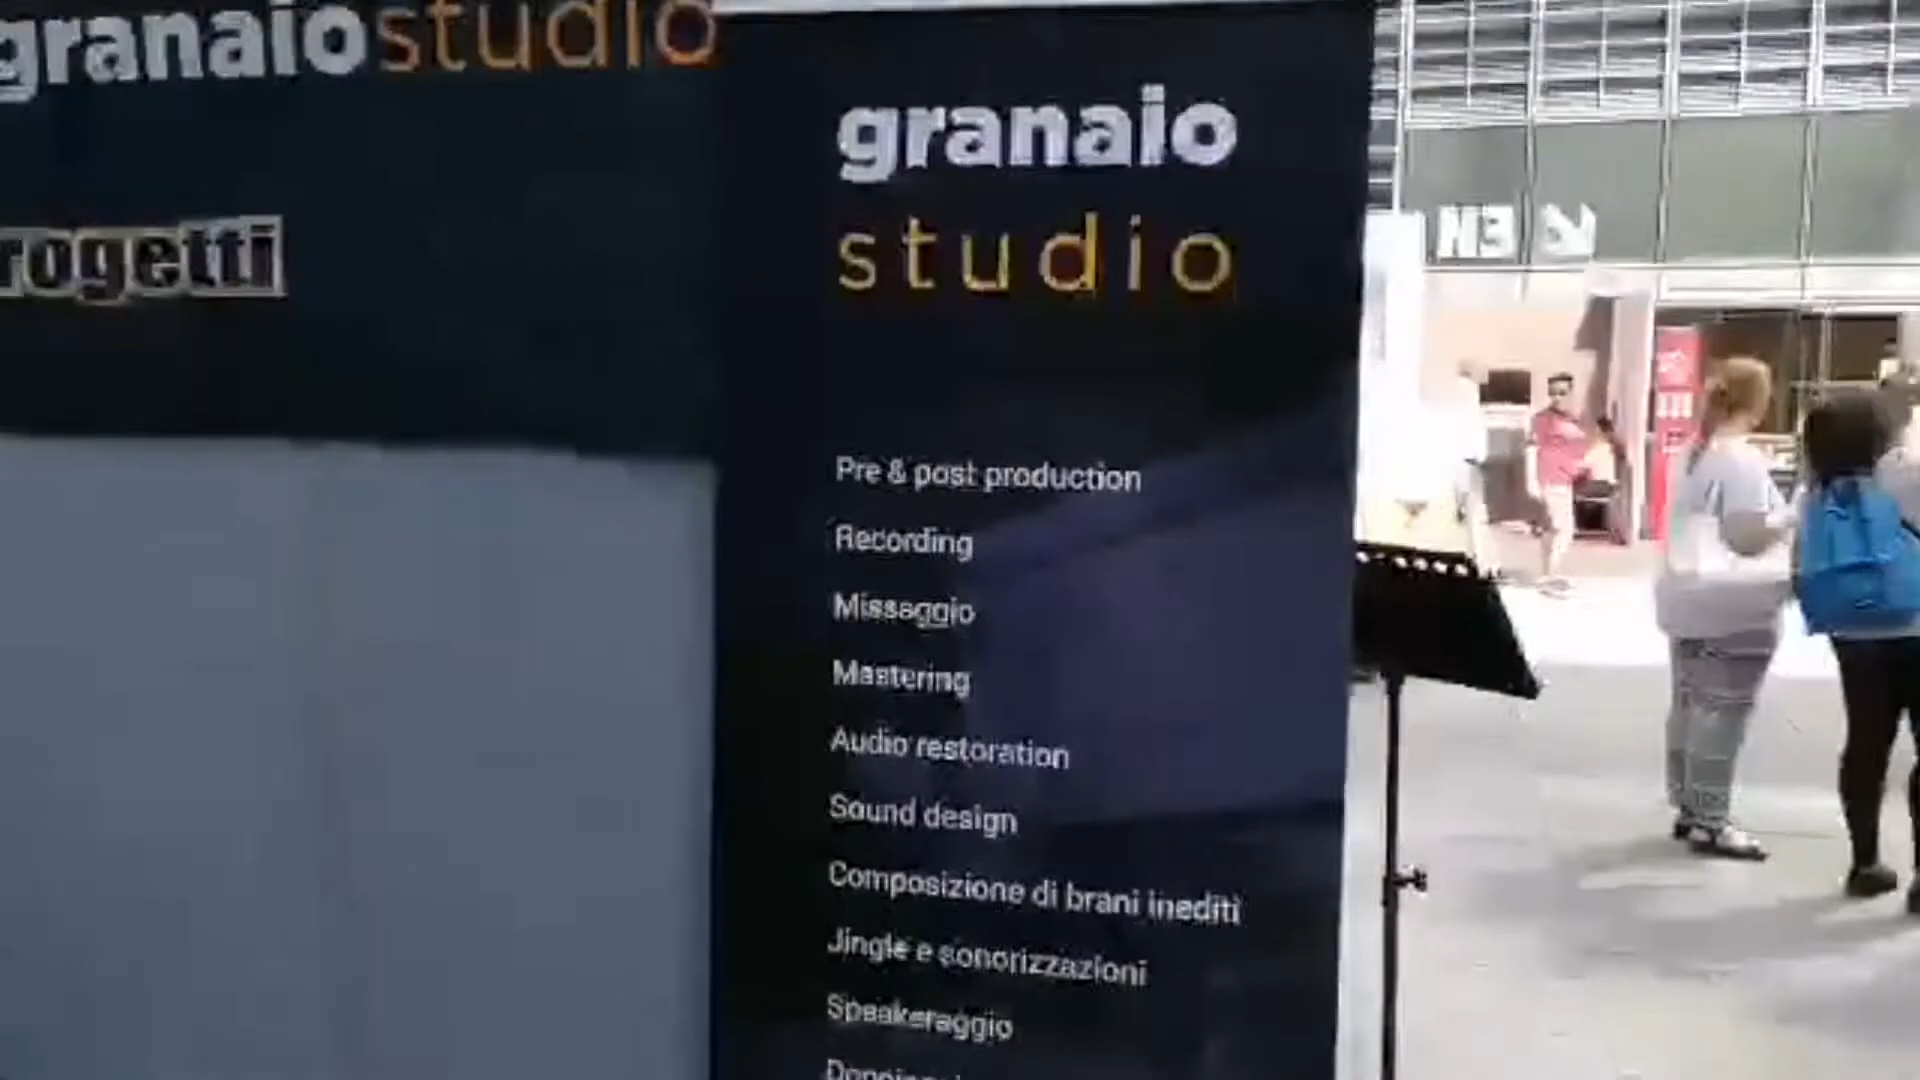 granaiostudio
rogetti
granaio
studio
Pre & post production
Recording
Missaggio
Mastering
Audio restoration
Sound design
Composizione di brani inediti
Jingle e sonorizzazioni
Speakeraggio
N3